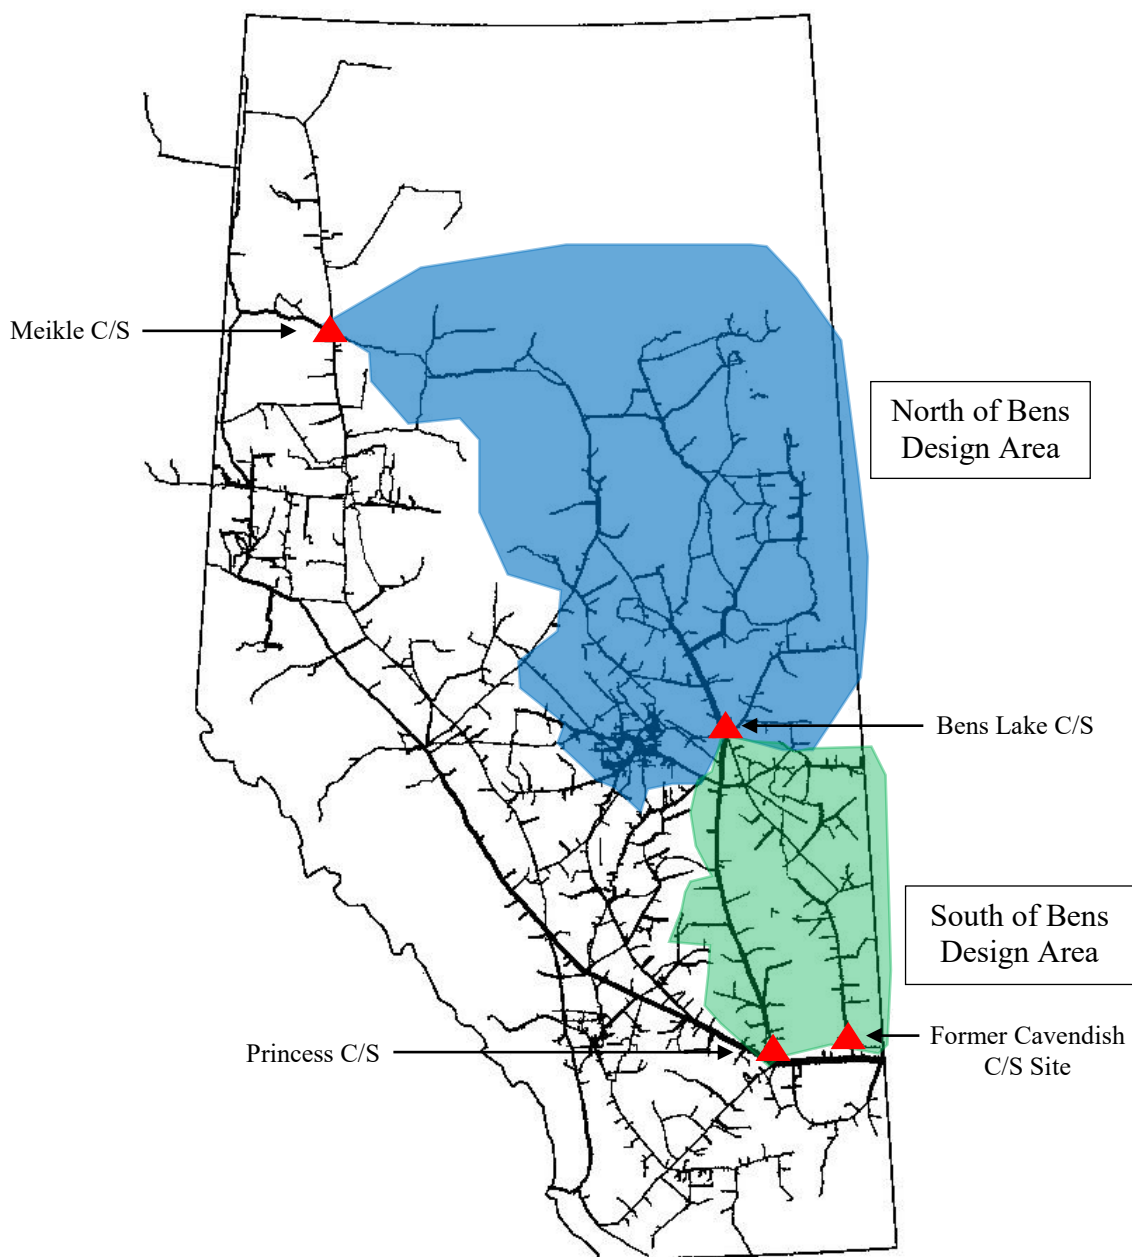 Meikle C/S
North of Bens
Design Area
Bens Lake C/S
South of Bens
Design Area
Princess C/S
Former Cavendish
C/S Site